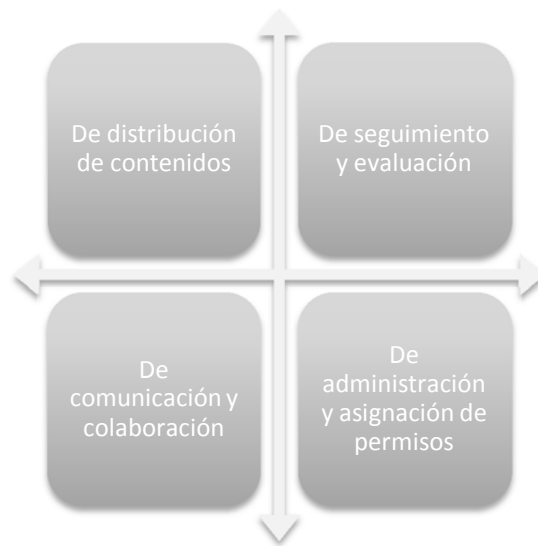 De distribución
de contenidos
De seguimiento
y evaluación
De
comunicación y
colaboración
De
administración
y asignación de
permisos